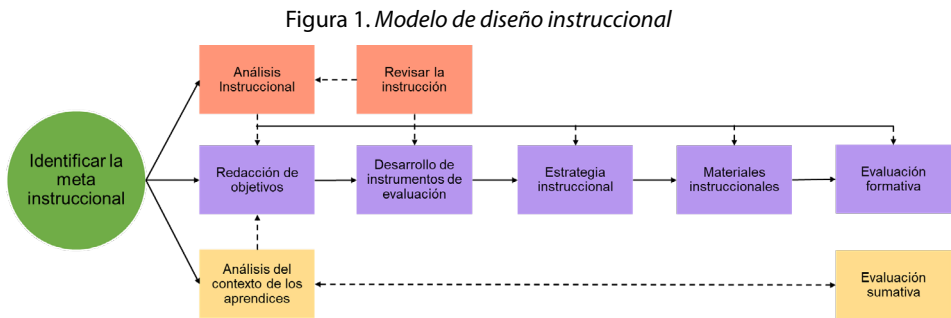 Figura 1. Modelo de diseño instruccional
Análisis
Instruccional
Revisar la
instrucción
Identificar la
meta
instruccional
Redacción de
objetivos
Desarrollo de
instrumentos de
evaluación
Estrategia
instruccional
Materiales
instruccionales
Evaluación
formativa
Análisis del
contexto de los
aprendices
Evaluación
sumativa